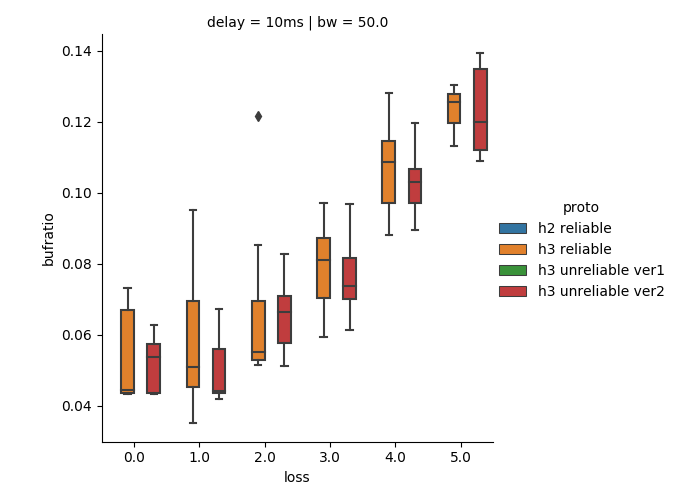 delay = 10ms | bw = 50.0
0.14
0.12
0.10
0.08
0.06
0.04
bufratio
0.0 1.0 2.0 3.0 4.0 5.0
loss
proto
h2 reliable
h3 reliable
h3 unreliable ver1
h3 unreliable ver2